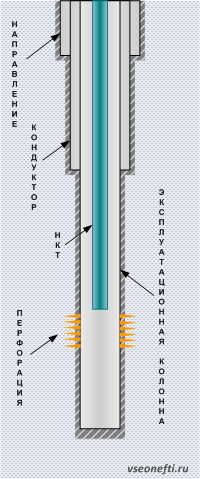 НАПРАВЛЕНИЕ
КОНДУКТОР
НКТ
ЭКСПЛУАТАЦИОННАЯ КОЛОННА
ПЕРФОРАЦИЯ
vseonefti.ru